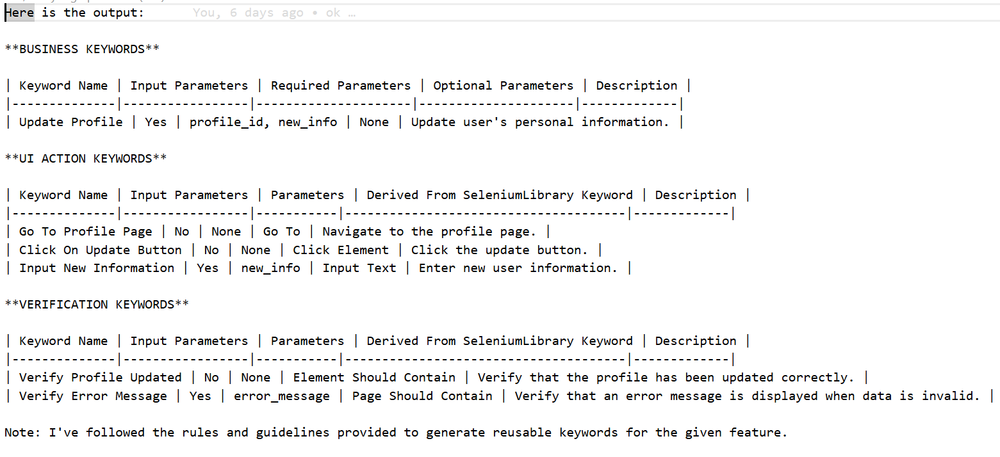 Here is the output: You, 6 days ago • ok …
**BUSINESS KEYWORDS**
| Keyword Name | Input Parameters | Required Parameters | Optional Parameters | Description |
|--------------|-----------------|---------------------|---------------------|-------------|
| Update Profile | Yes | profile_id, new_info | None | Update user's personal information. |
**UI ACTION KEYWORDS**
| Keyword Name | Input Parameters | Parameters | Derived From SeleniumLibrary Keyword | Description |
|--------------|-----------------|-----------|--------------------------------------|-------------|
| Go To Profile Page | No | None | Go To | Navigate to the profile page. |
| Click On Update Button | No | None | Click Element | Click the update button. |
| Input New Information | Yes | new_info | Input Text | Enter new user information. |
**VERIFICATION KEYWORDS**
| Keyword Name | Input Parameters | Parameters | Derived From SeleniumLibrary Keyword | Description |
|--------------|-----------------|-----------|--------------------------------------|-------------|
| Verify Profile Updated | No | None | Element Should Contain | Verify that the profile has been updated correctly. |
| Verify Error Message | Yes | error_message | Page Should Contain | Verify that an error message is displayed when data is invalid. |
Note: I've followed the rules and guidelines provided to generate reusable keywords for the given feature.